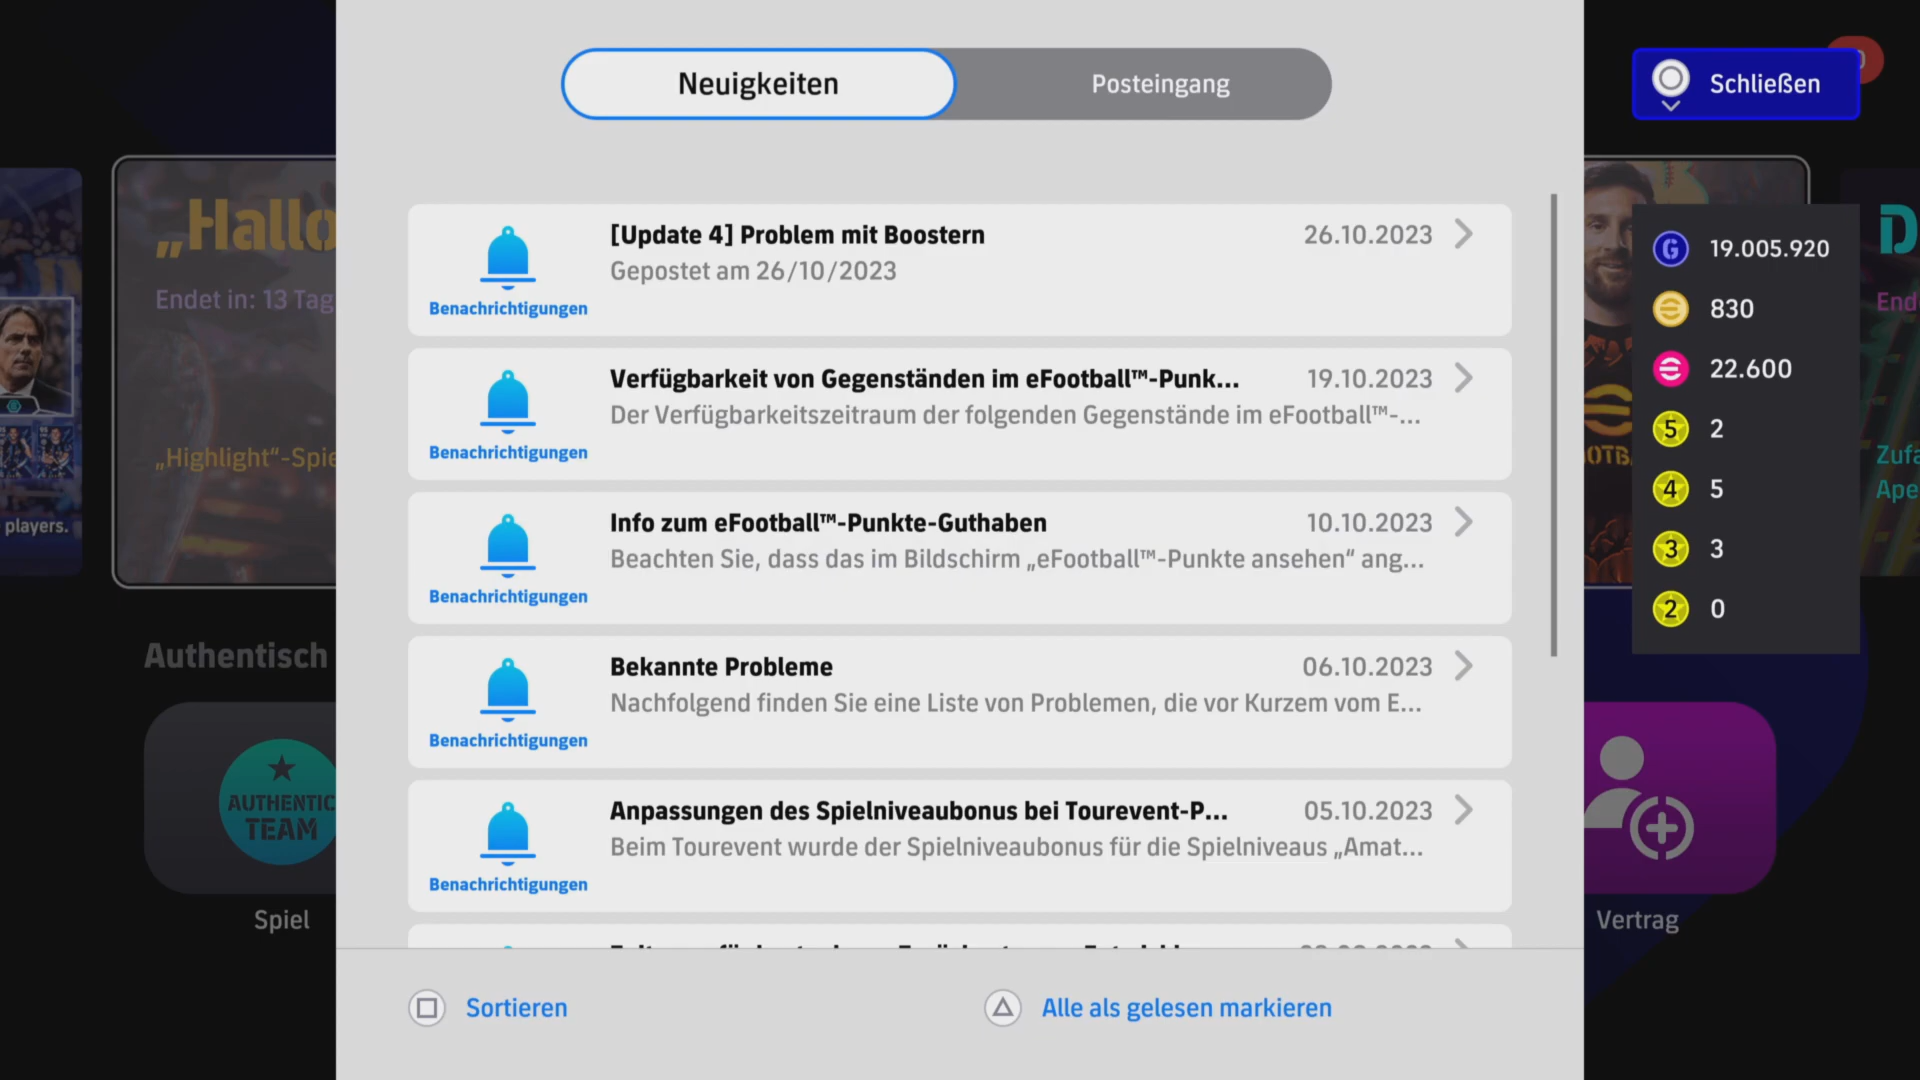 Neuigkeiten
Posteingang
Schließen
[Update 4] Problem mit Boostern
26.10.2023
Gepostet am 26/10/2023
Benachrichtigungen
Verfügbarkeit von Gegenständen im eFootball™-Punk...
19.10.2023
Der Verfügbarkeitszeitraum der folgenden Gegenstände im eFootball™-...
Benachrichtigungen
Info zum eFootball™-Punkte-Guthaben
10.10.2023
Beachten Sie, dass das im Bildschirm „eFootball™-Punkte ansehen“ ang...
Benachrichtigungen
Bekannte Probleme
06.10.2023
Nachfolgend finden Sie eine Liste von Problemen, die vor Kurzem vom E...
Benachrichtigungen
Anpassungen des Spielniveaubonus bei Tourevent-P...
05.10.2023
Beim Tourevent wurde der Spielniveaubonus für die Spielniveaus „Amat...
Benachrichtigungen
Sortieren
Alle als gelesen markieren
G 19.005.920
830
22.600
5 2
4 5
3 3
2 0
„Hallo
Endet in: 13 Tag
„Highlight“-Spie
players.
Authentisch
AUTHENTIC
TEAM
Spiel
Vertrag
D
End
Zufa
Ape